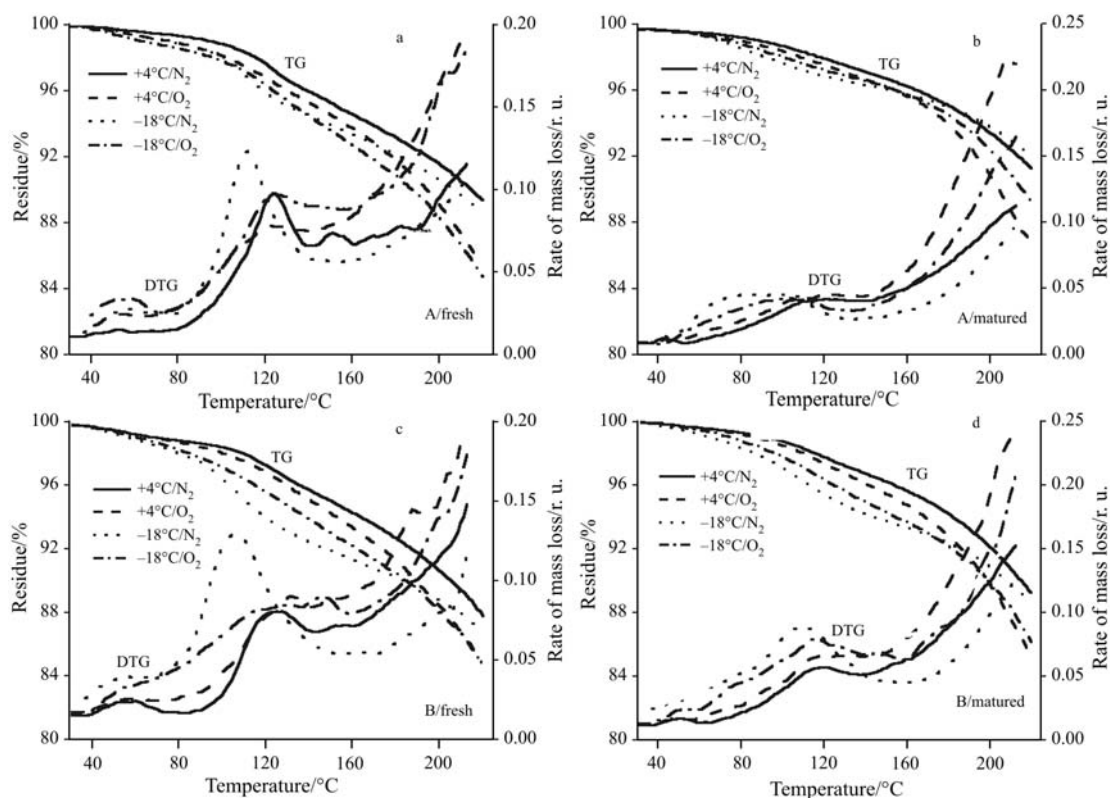 a
100
96
92
88
84
80
Residue/%
TG
+4°C/N2
+4°C/O2
–18°C/N2
–18°C/O2
DTG
A/fresh
0.20
0.15
0.10
0.05
0.00
Rate of mass loss/r. u.
40 80 120 160 200
Temperature/°C
b
100
96
92
88
84
80
Residue/%
TG
+4°C/N2
+4°C/O2
–18°C/N2
–18°C/O2
DTG
A/matured
0.25
0.20
0.15
0.10
0.05
0.00
Rate of mass loss/r. u.
40 80 120 160 200
Temperature/°C
c
100
96
92
88
84
80
Residue/%
TG
+4°C/N2
+4°C/O2
–18°C/N2
–18°C/O2
DTG
B/fresh
0.20
0.15
0.10
0.05
0.00
Rate of mass loss/r. u.
40 80 120 160 200
Temperature/°C
d
100
96
92
88
84
80
Residue/%
TG
+4°C/N2
+4°C/O2
–18°C/N2
–18°C/O2
DTG
B/matured
0.25
0.20
0.15
0.10
0.05
0.00
Rate of mass loss/r. u.
40 80 120 160 200
Temperature/°C